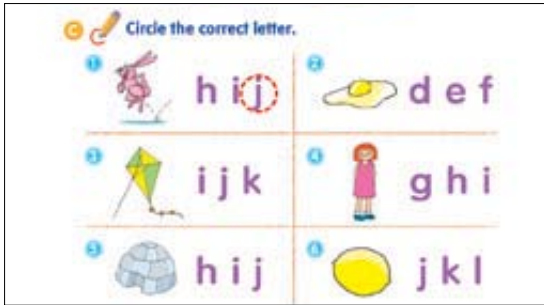 C Circle the correct letter.
1 h i j
2 d e f
3 i j k
4 g h i
5 h i j
6 j k l